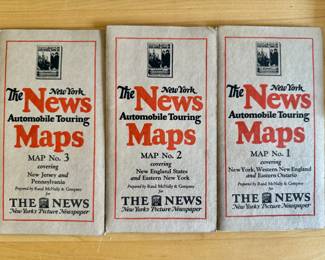 New York
The News
Automobile Touring
Maps
MAP No. 3
covering
New Jersey and
Pennsylvania
Prepared by Rand McNally & Company
for
THE NEWS
New York's Picture Newspaper
New York
The News
Automobile Touring
Maps
MAP No. 2
covering
New England States
and Eastern New York
Prepared by Rand McNally & Company
for
THE NEWS
New York's Picture Newspaper
New York
The News
Automobile Touring
Maps
MAP No. 1
covering
New York, Western New England
and Eastern Ontario
Prepared by Rand McNally & Company
for
THE NEWS
New York's Picture Newspaper